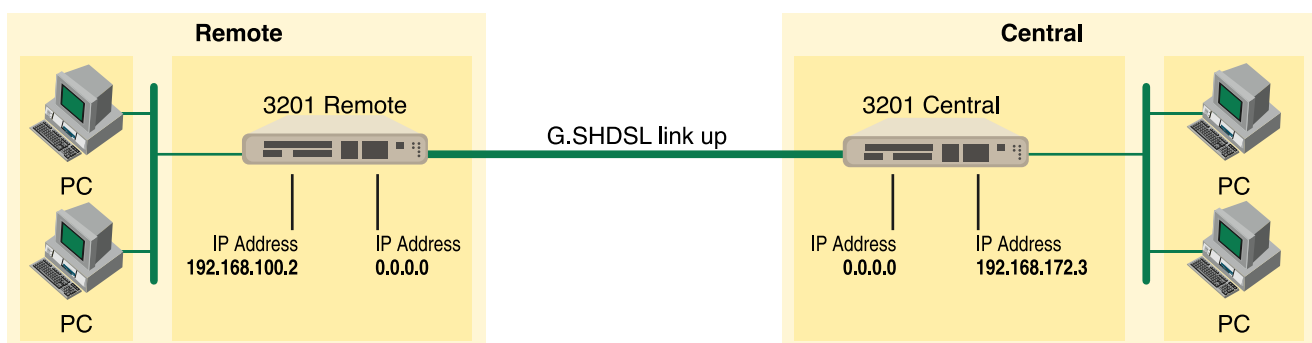 Remote
Central
3201 Remote
3201 Central
G.SHDSL link up
PC
PC
IP Address
192.168.100.2
IP Address
0.0.0.0
IP Address
0.0.0.0
IP Address
192.168.172.3
PC
PC